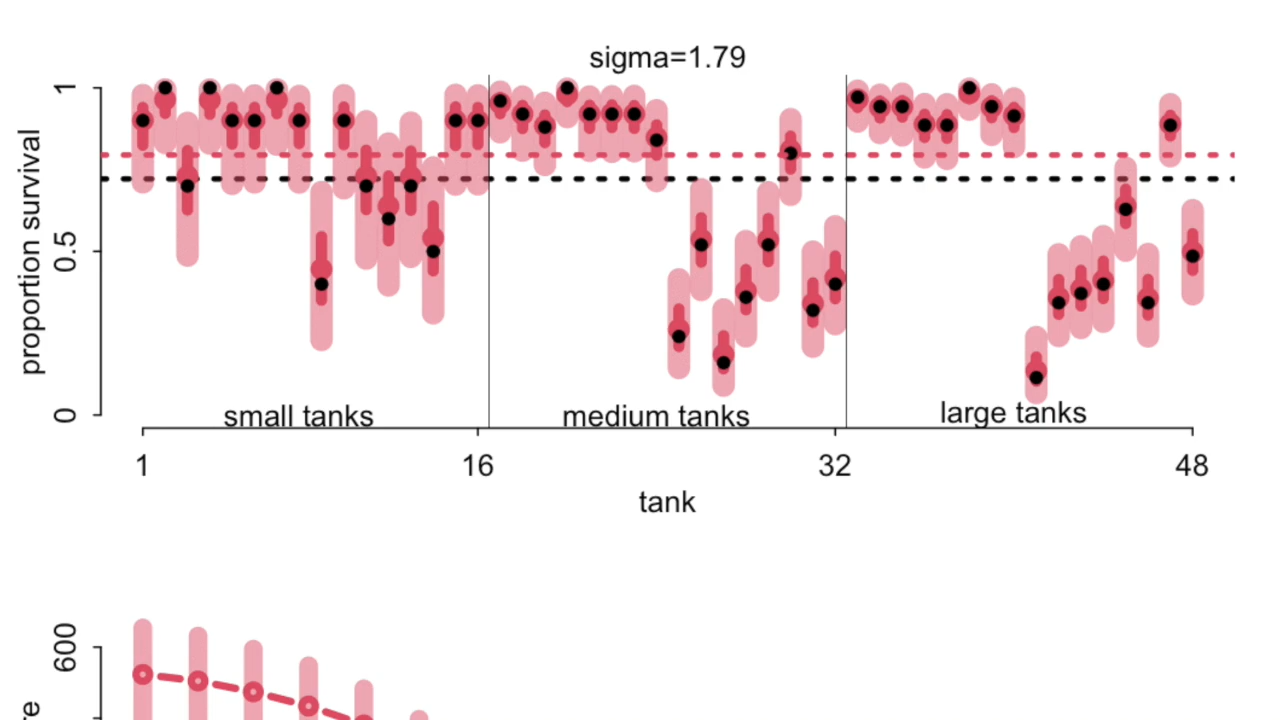 sigma=1.79
proportion survival
1
0.5
0
small tanks
medium tanks
large tanks
1 16 32 48
tank
600
re